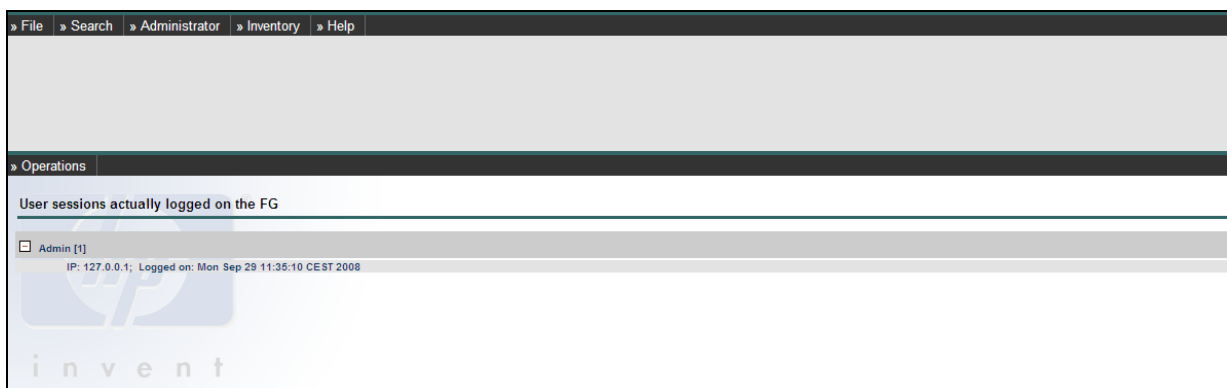 » File » Search » Administrator » Inventory » Help
» Operations
User sessions actually logged on the FG
Admin [1]
IP: 127.0.0.1; Logged on: Mon Sep 29 11:35:10 CEST 2008
hp
invent